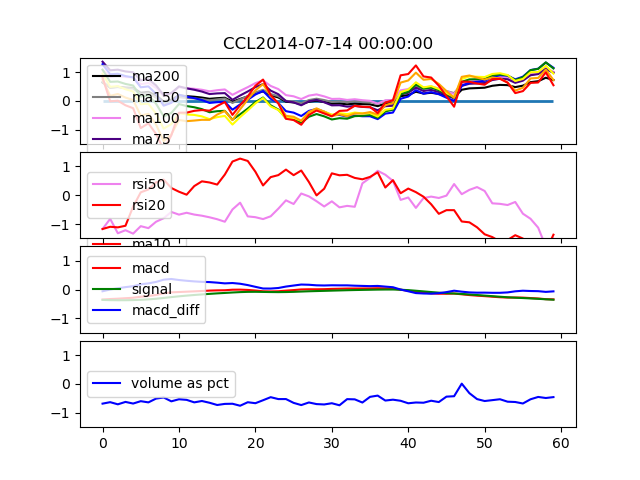 CCL2014-07-14 00:00:00
1
0
−1
ma200
ma150
ma100
ma75
1
0
−1
rsi50
rsi20
ma10
1
0
−1
macd
signal
macd_diff
1
0
−1
volume as pct
0 10 20 30 40 50 60